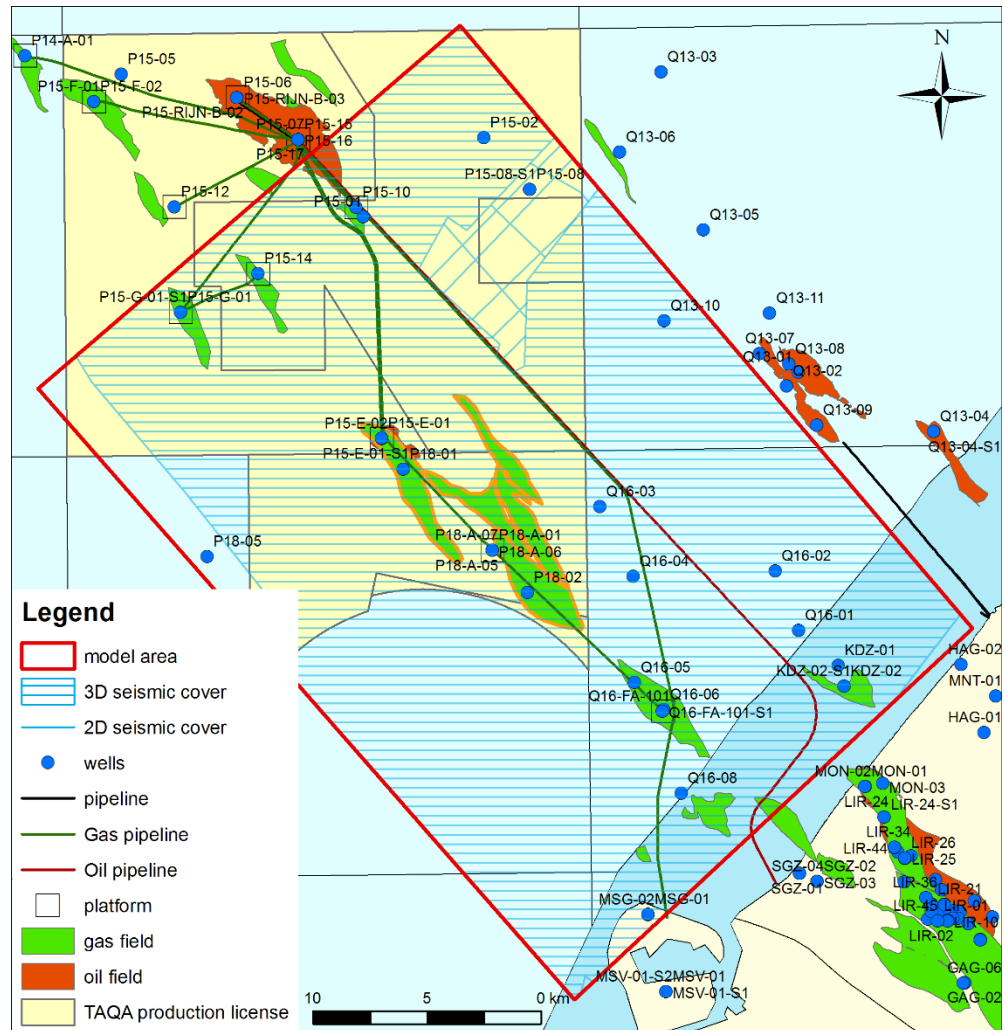 P14-A-01
P15-05
P15-F-01P15-F-02
P15-06
P15-RIJN-B-03
P15-RIJN-B-02
P15-07P15-15
P15-16
P15-17
P15-02
P15-08-S1P15-08
P15-12
P15-10
P15-01
P15-14
P15-G-01-S1P15-G-01
Q13-03
N
Q13-06
Q13-05
Q13-10
Q13-11
Q13-07
Q13-08
Q13-01
Q13-02
Q13-09
Q13-04
Q13-04-S1
P15-E-02P15-E-01
P15-E-01-S1P18-01
Q16-03
P18-05
P18-A-07P18-A-01
P18-A-06
P18-A-05
P18-02
Q16-04
Q16-02
Q16-01
KDZ-01
KDZ-02-S1KDZ-02
HAG-02
MNT-01
HAG-01
Q16-05
Q16-06
Q16-FA-101
Q16-FA-101-S1
Q16-08
MON-02MON-01
MON-03
LIR-24
LIR-24-S1
LIR-34
LIR-44
LIR-26
LIR-25
SGZ-04SGZ-02
SGZ-03
SGZ-01
LIR-36
LIR-21
LIR-45
LIR-01
LIR-10
LIR-02
MSG-02MSG-01
GAG-06
GAG-02
MSV-01-S2MSV-01
MSV-01-S1
Legend
model area
3D seismic cover
2D seismic cover
wells
pipeline
Gas pipeline
Oil pipeline
platform
gas field
oil field
TAQA production license
10 5 0 km